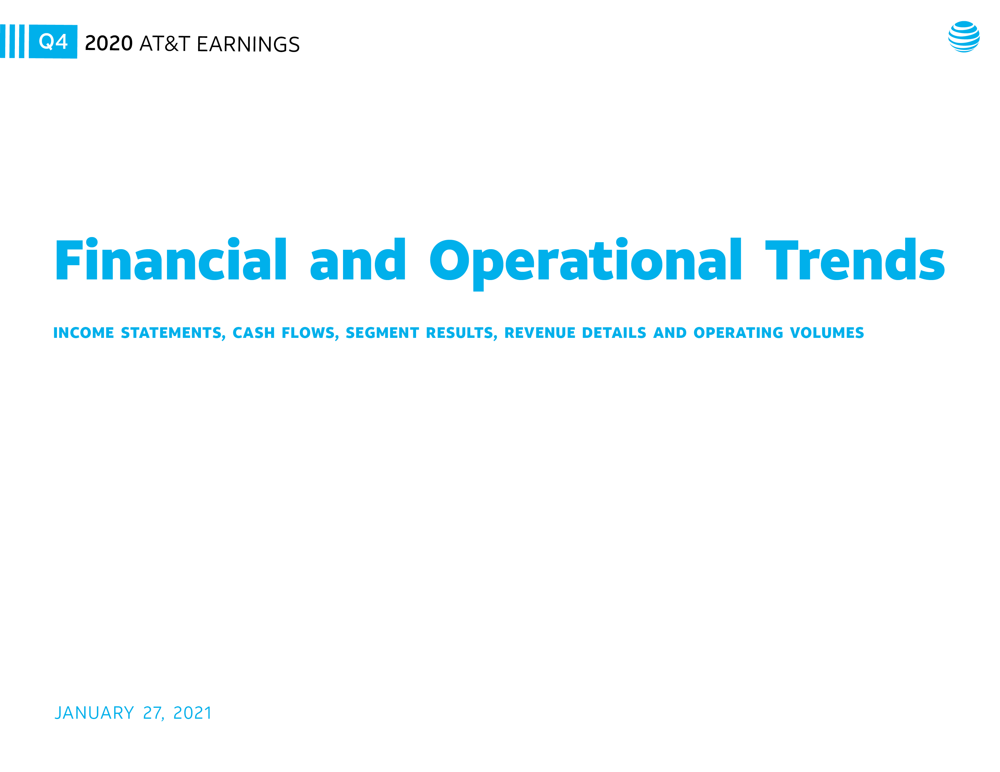 Q4 2020 AT&T EARNINGS
Financial and Operational Trends
INCOME STATEMENTS, CASH FLOWS, SEGMENT RESULTS, REVENUE DETAILS AND OPERATING VOLUMES
JANUARY 27, 2021